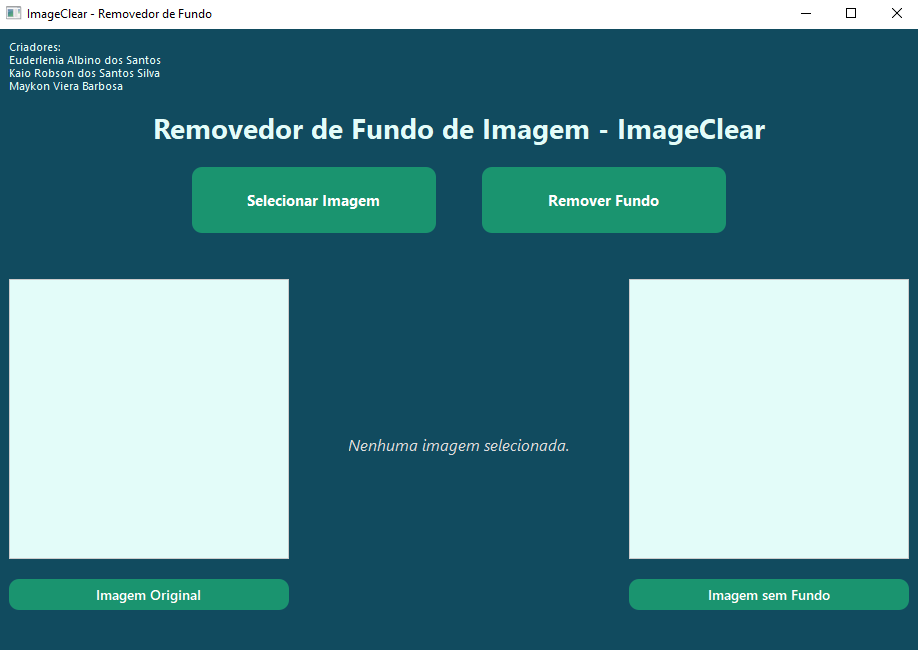 ImageClear - Removedor de Fundo
Criadores:
Euderlenia Albino dos Santos
Kaio Robson dos Santos Silva
Maykon Viera Barbosa
Removedor de Fundo de Imagem - ImageClear
Selecionar Imagem
Remover Fundo
Nenhuma imagem selecionada.
Imagem Original
Imagem sem Fundo